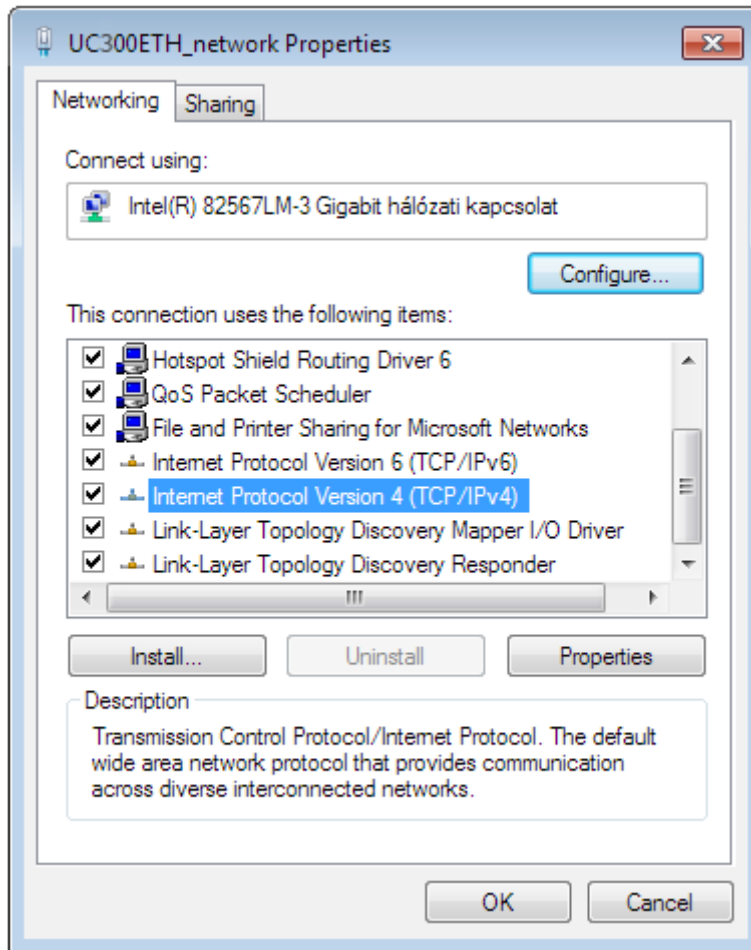 UC300ETH_network Properties
Networking
Sharing
Connect using:
Intel(R) 82567LM-3 Gigabit hálózati kapcsolat
Configure...
This connection uses the following items:
Hotspot Shield Routing Driver 6
QoS Packet Scheduler
File and Printer Sharing for Microsoft Networks
Internet Protocol Version 6 (TCP/IPv6)
Internet Protocol Version 4 (TCP/IPv4)
Link-Layer Topology Discovery Mapper I/O Driver
Link-Layer Topology Discovery Responder
Install...
Uninstall
Properties
Description
Transmission Control Protocol/Internet Protocol. The default
wide area network protocol that provides communication
across diverse interconnected networks.
OK
Cancel